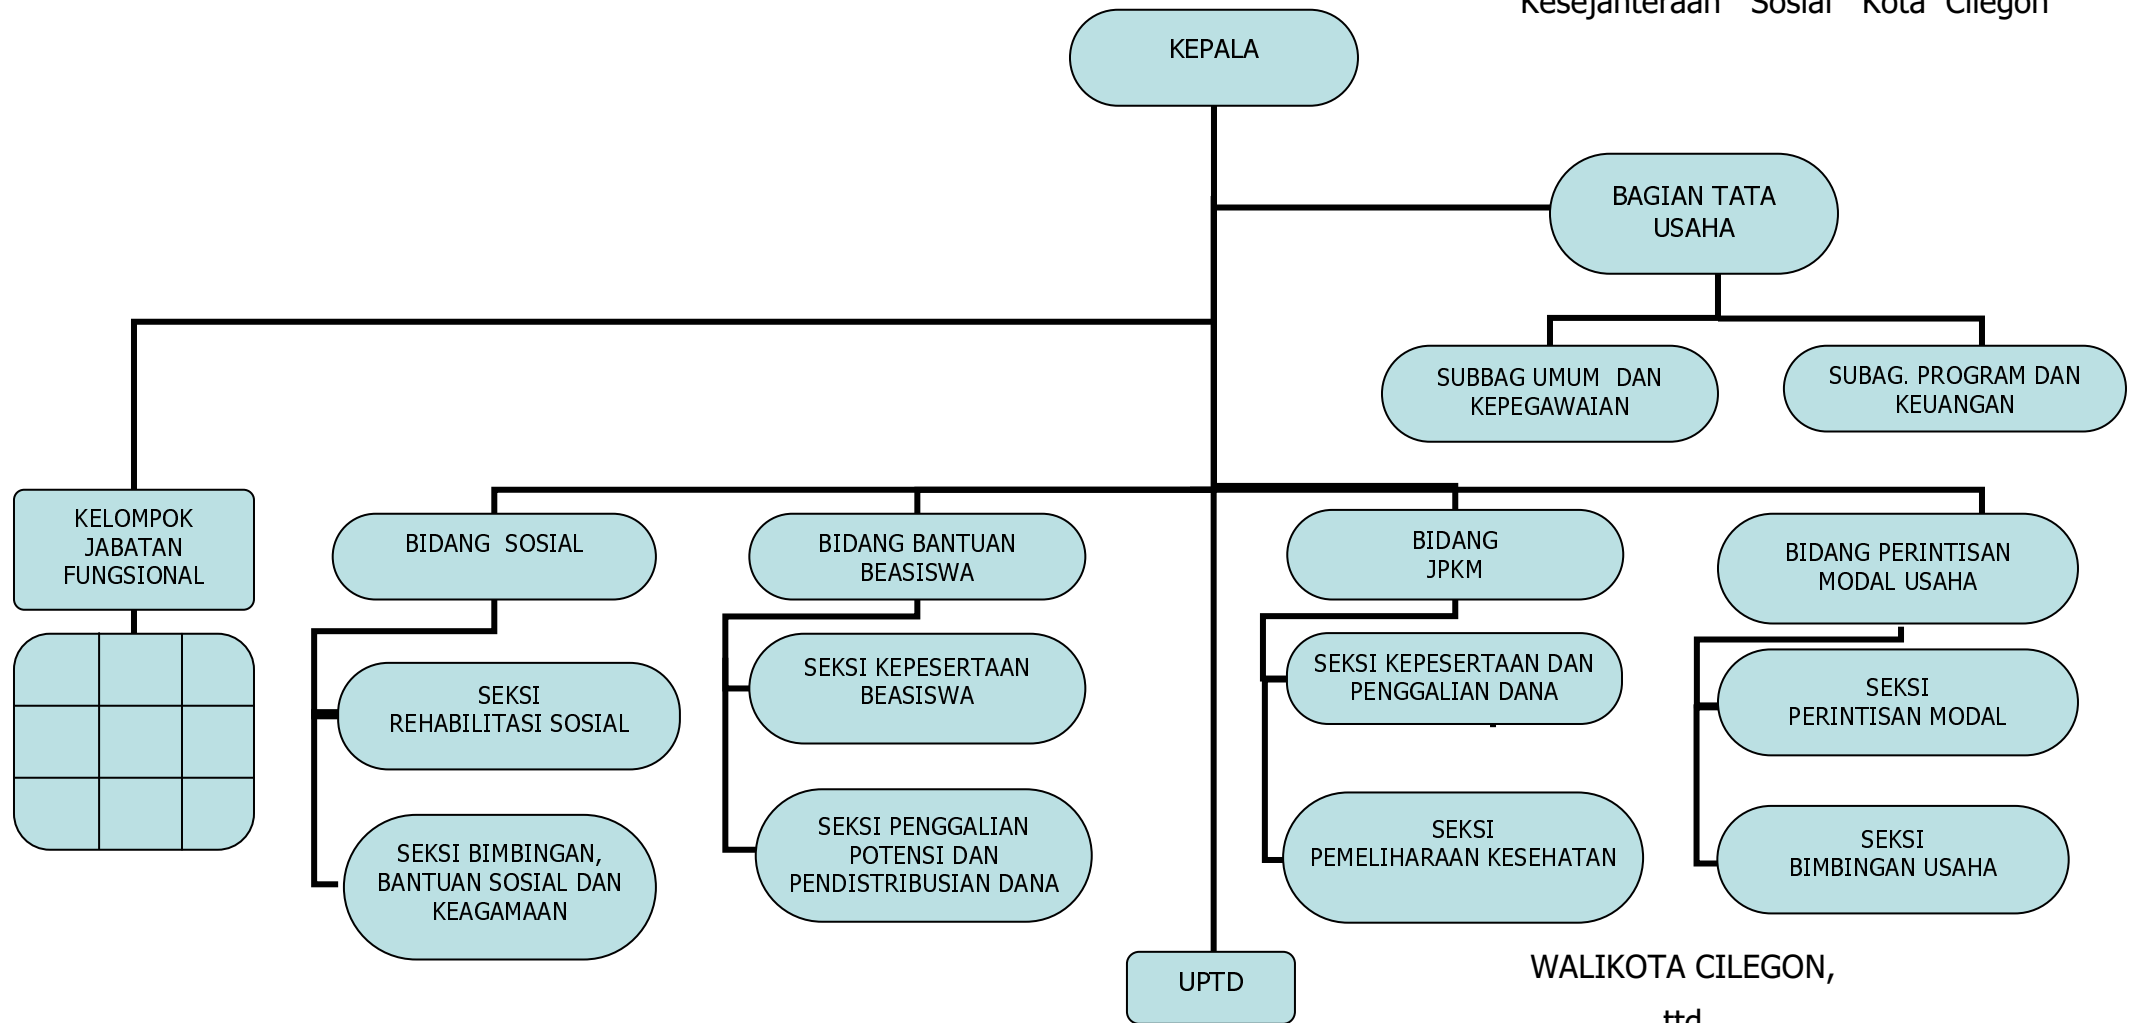 Kesejahteraan Sosial Kota Cilegon
KEPALA
BAGIAN TATA
USAHA
SUBBAG UMUM DAN
KEPEGAWAIAN
SUBAG. PROGRAM DAN
KEUANGAN
KELOMPOK
JABATAN
FUNGSIONAL
BIDANG SOSIAL
BIDANG BANTUAN
BEASISWA
BIDANG
JPKM
BIDANG PERINTISAN
MODAL USAHA
SEKSI
REHABILITASI SOSIAL
SEKSI KEPESERTAAN
BEASISWA
SEKSI KEPESERTAAN DAN
PENGGALIAN DANA
SEKSI
PERINTISAN MODAL
SEKSI BIMBINGAN,
BANTUAN SOSIAL DAN
KEAGAMAAN
SEKSI PENGGALIAN
POTENSI DAN
PENDISTRIBUSIAN DANA
SEKSI
PEMELIHARAAN KESEHATAN
SEKSI
BIMBINGAN USAHA
UPTD
WALIKOTA CILEGON,
ttd